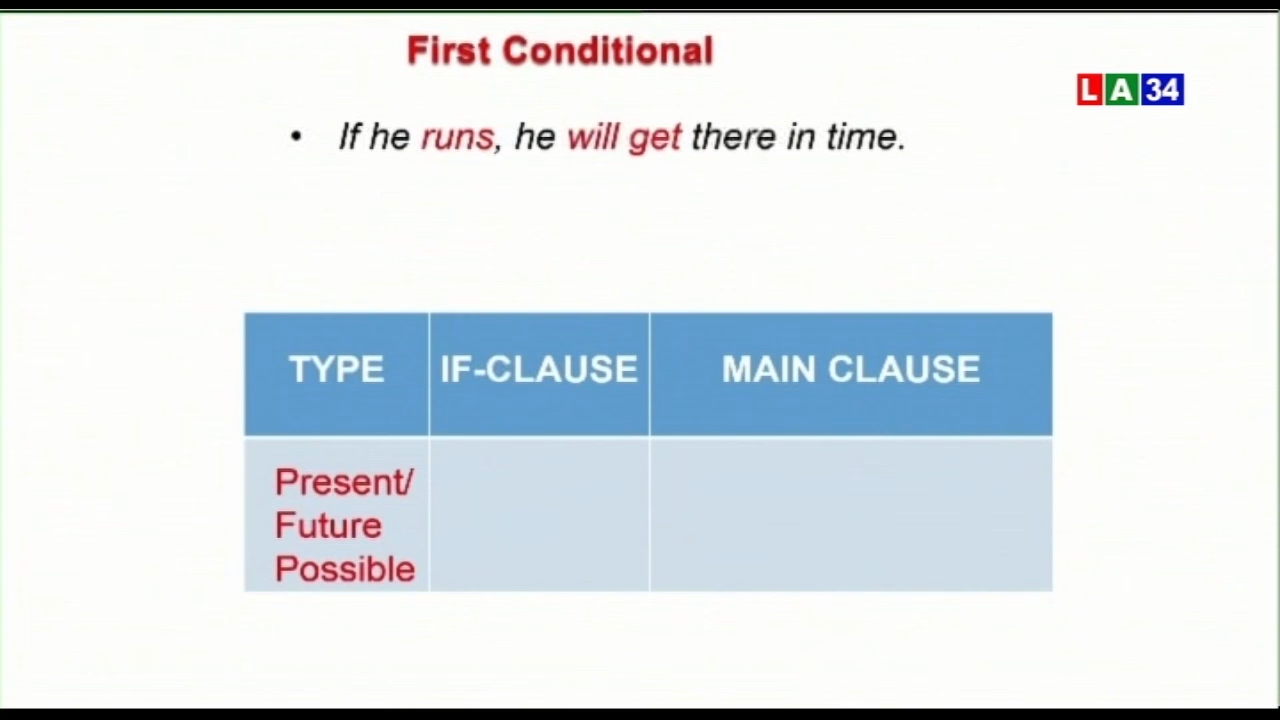 First Conditional
LA34
• If he runs, he will get there in time.
TYPE IF-CLAUSE MAIN CLAUSE
Present/
Future
Possible